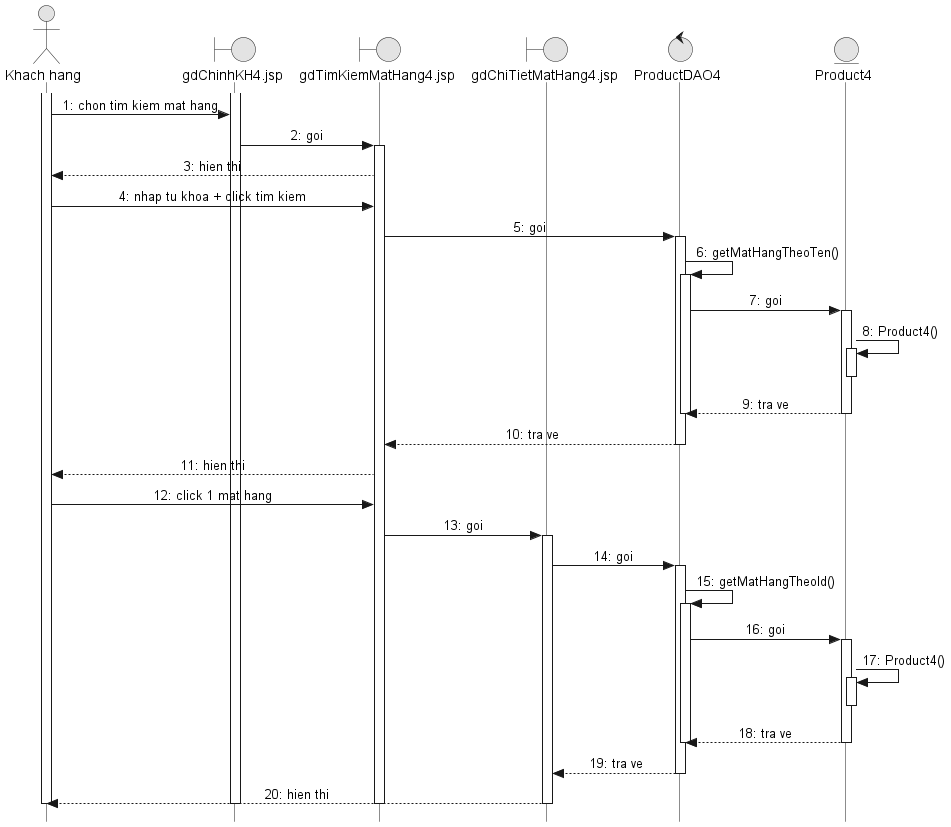 Khach hang
gdChinhKH4.jsp
gdTimKiemMatHang4.jsp
gdChiTietMatHang4.jsp
ProductDAO4
Product4
1: chon tim kiem mat hang
2: goi
3: hien thi
4: nhap tu khoa + click tim kiem
5: goi
6: getMatHangTheoTen()
7: goi
8: Product4()
9: tra ve
10: tra ve
11: hien thi
12: click 1 mat hang
13: goi
14: goi
15: getMatHangTheoId()
16: goi
17: Product4()
18: tra ve
19: tra ve
20: hien thi